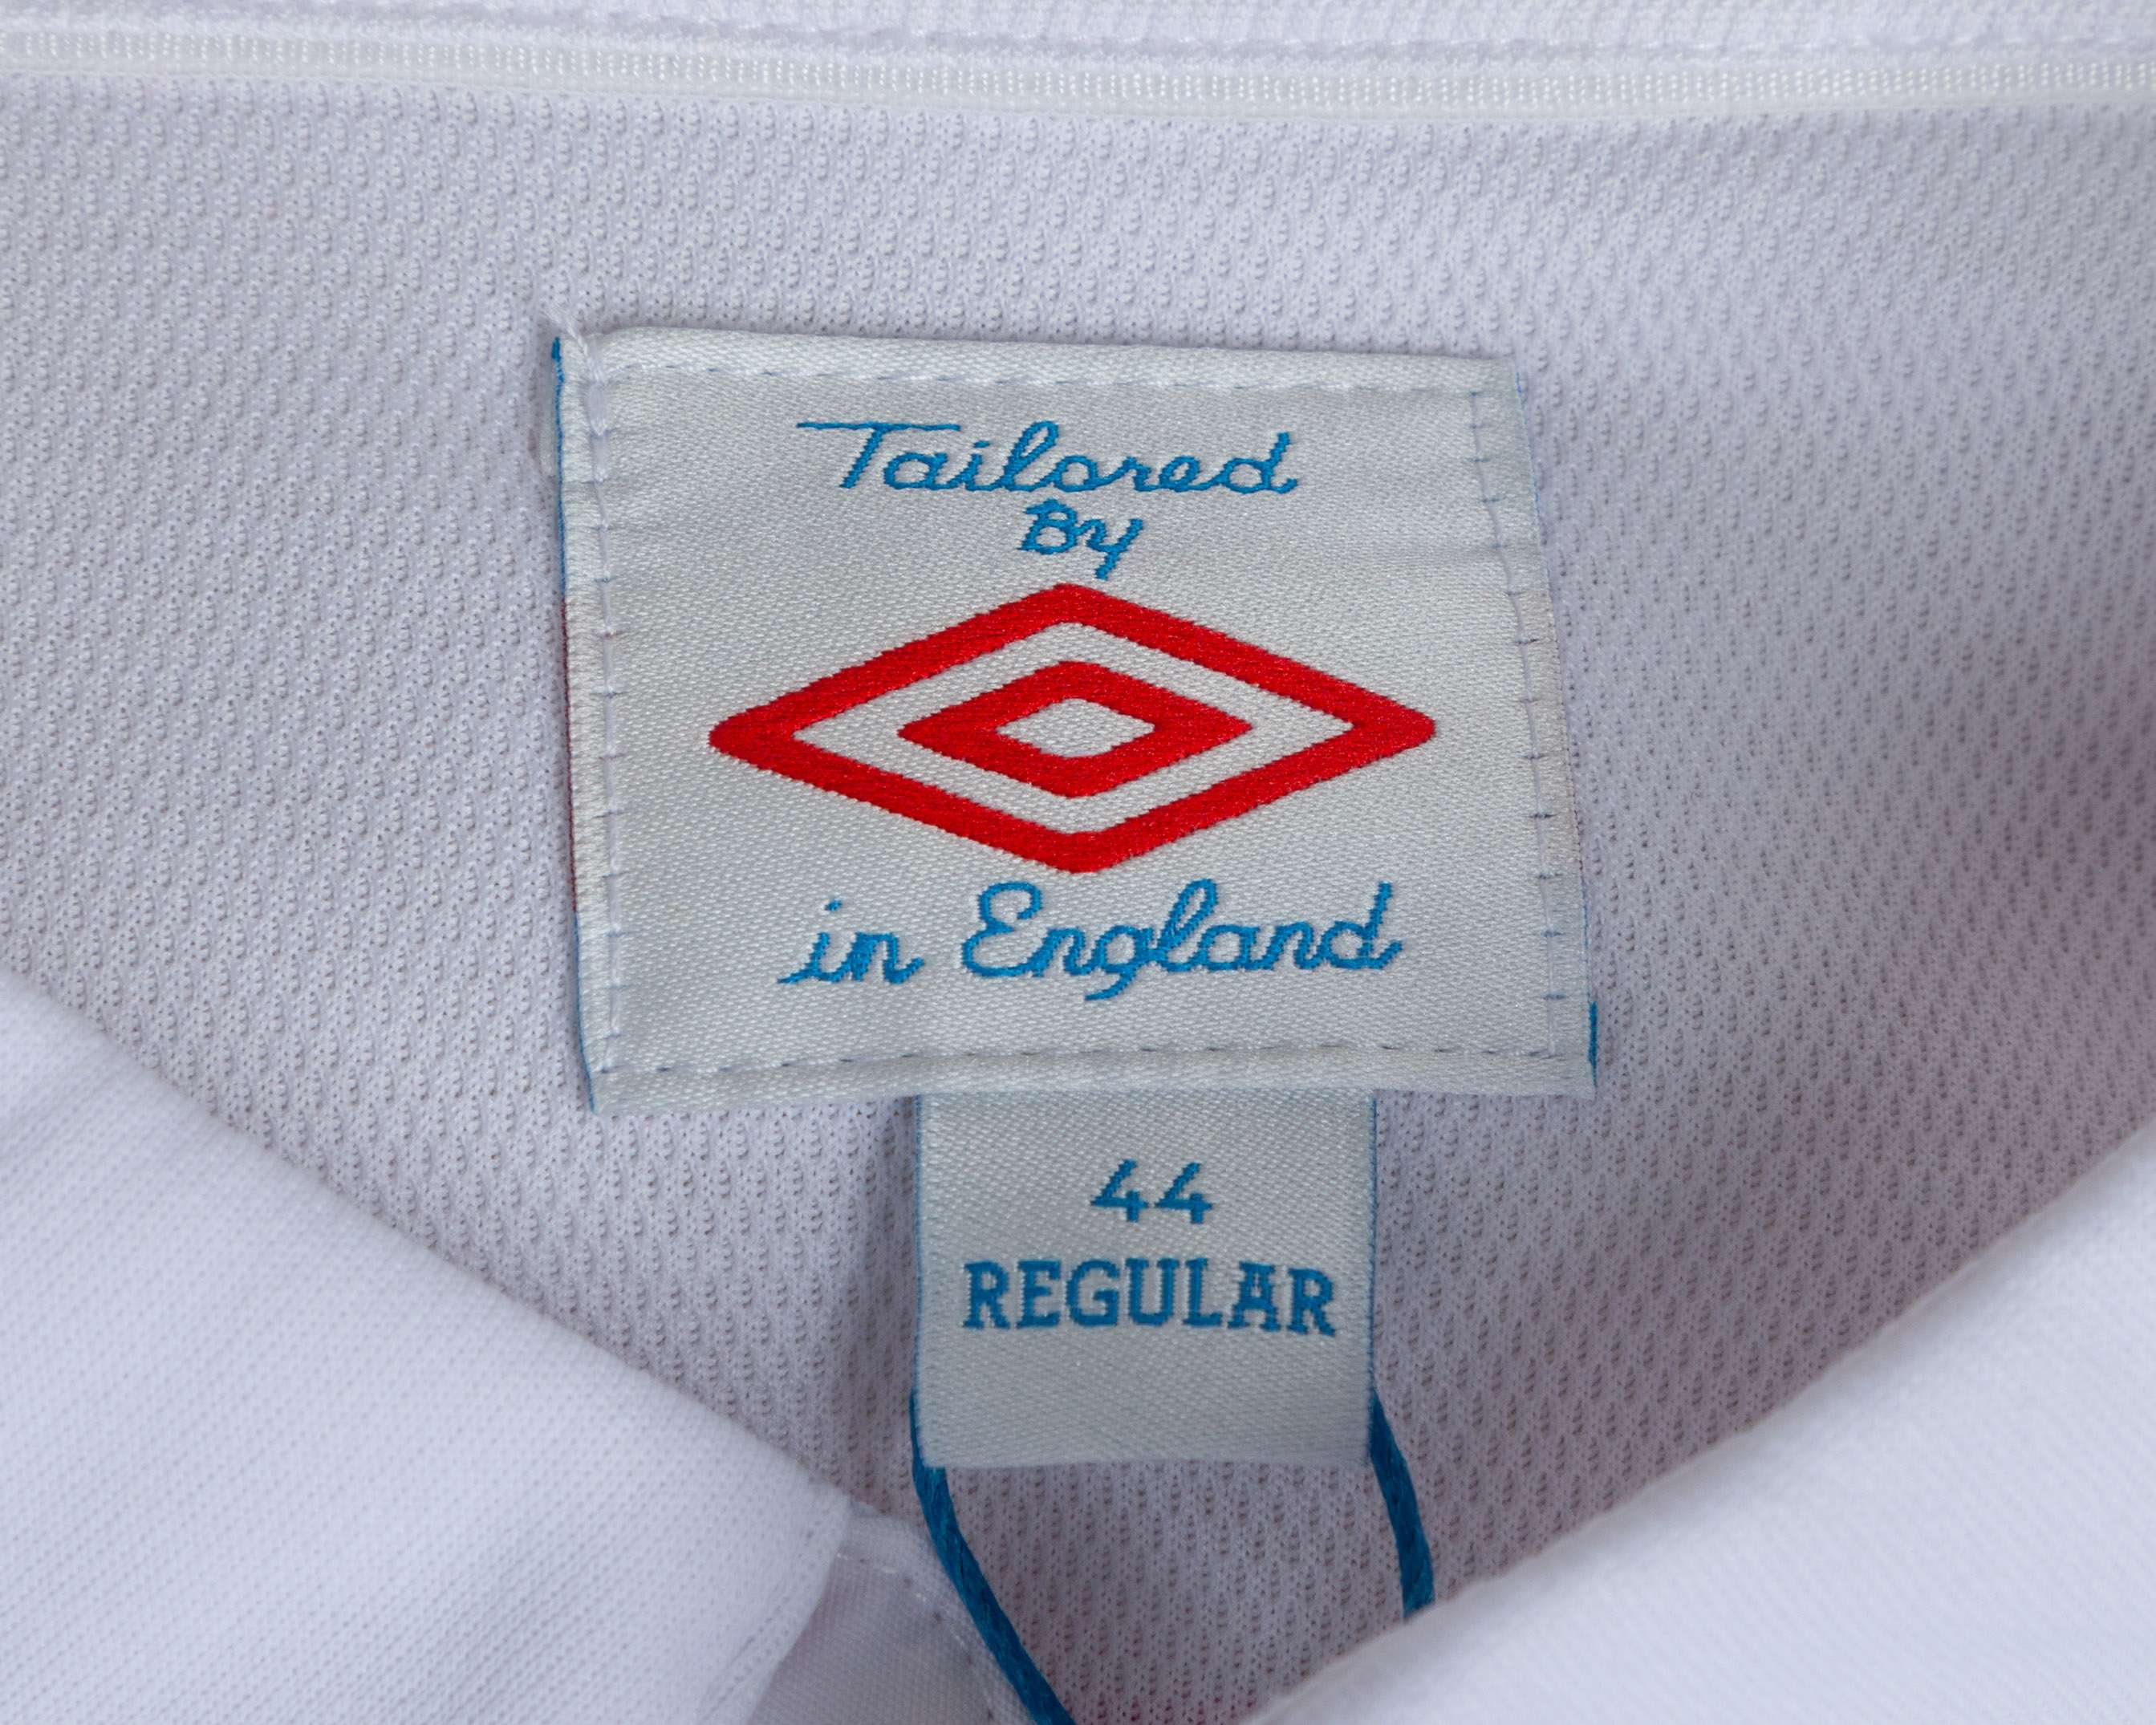 Tailored
By
in England
44
REGULAR